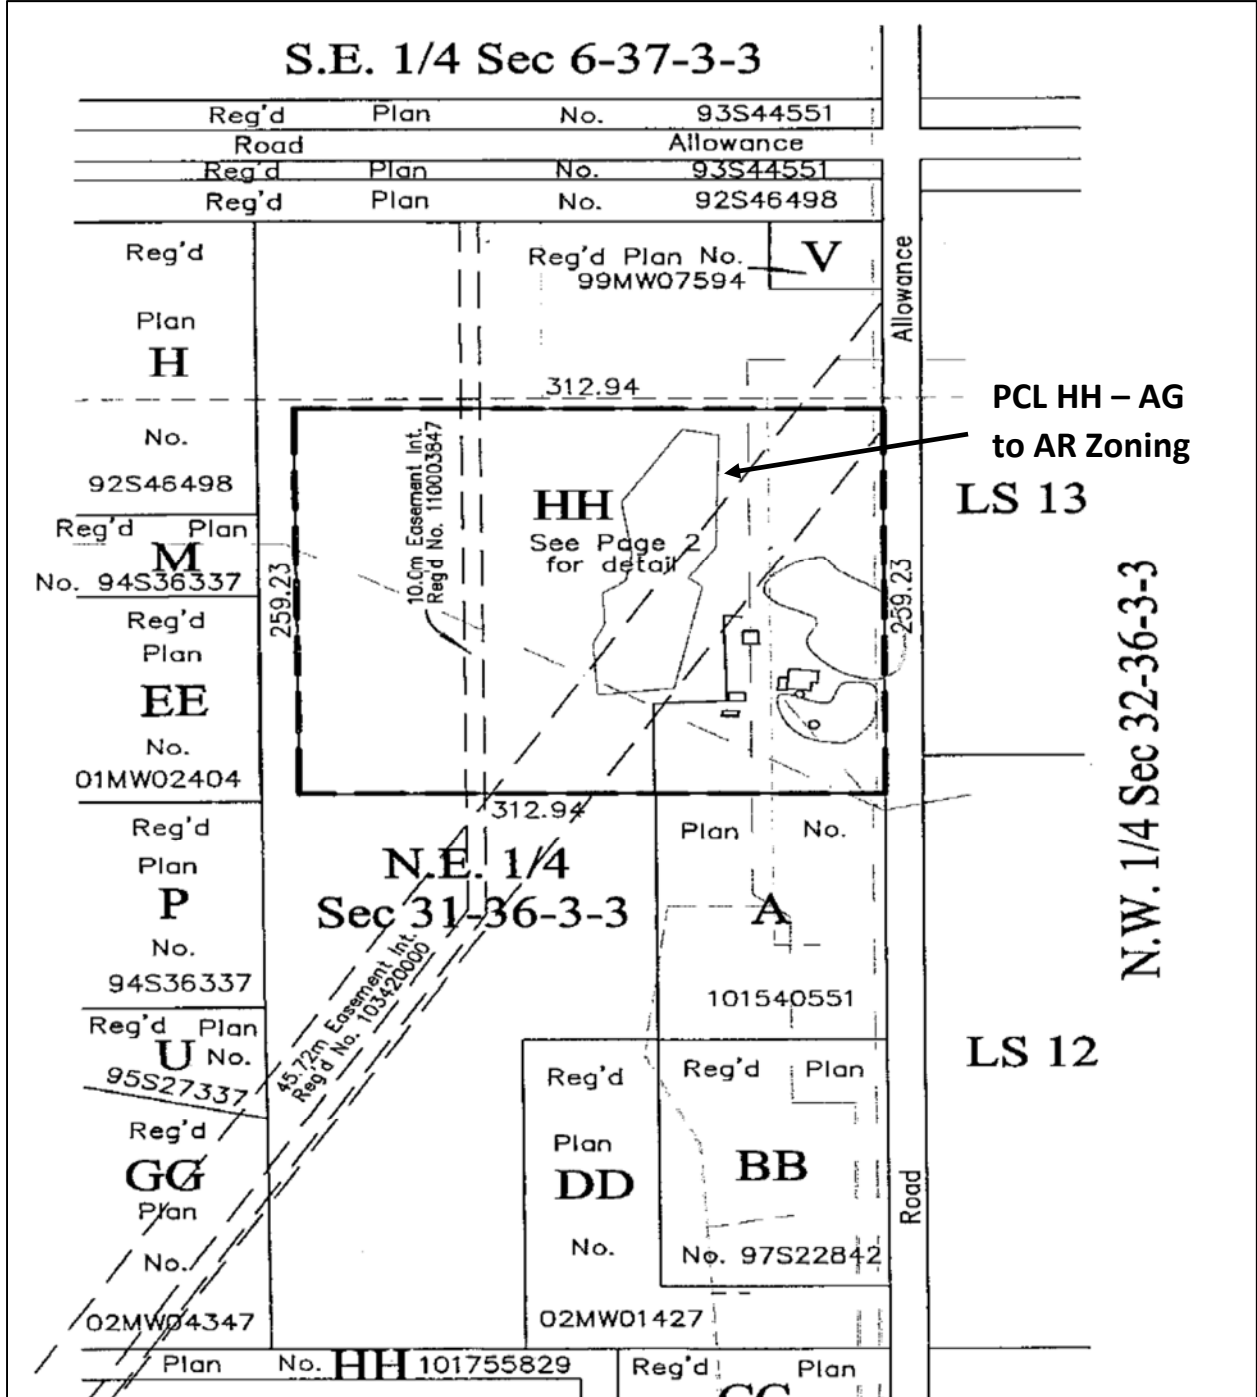 S.E. 1/4 Sec 6-37-3-3
Reg'd Plan No. 93S44551
Road Allowance
Reg'd Plan No. 93S44551
Reg'd Plan No. 92S46498
Reg'd
Plan
H
No.
92S46498
Reg'd Plan No.
99MW07594
V
Allowance
312.94
PCL HH – AG
to AR Zoning
10.0m Easement Int.
Reg'd No. 110003847
HH
See Page 2
for detail
LS 13
Reg'd Plan
M
No. 94S36337
259.23
259.23
N.W. 1/4 Sec 32-36-3-3
Reg'd
Plan
EE
No.
01MW02404
312.94
Reg'd
Plan
P
No.
94S36337
N.E. 1/4
Sec 31-36-3-3
Plan No.
A
101540551
45.72m Easement Int.
Reg'd No. 103420000
Reg'd Plan
U No.
95S27337
LS 12
Reg'd
GG
Plan
No.
02MW04347
Reg'd
Plan
DD
No.
02MW01427
Reg'd Plan
BB
No. 97S22842
Road
Plan No. HH 101755829
Reg'd Plan